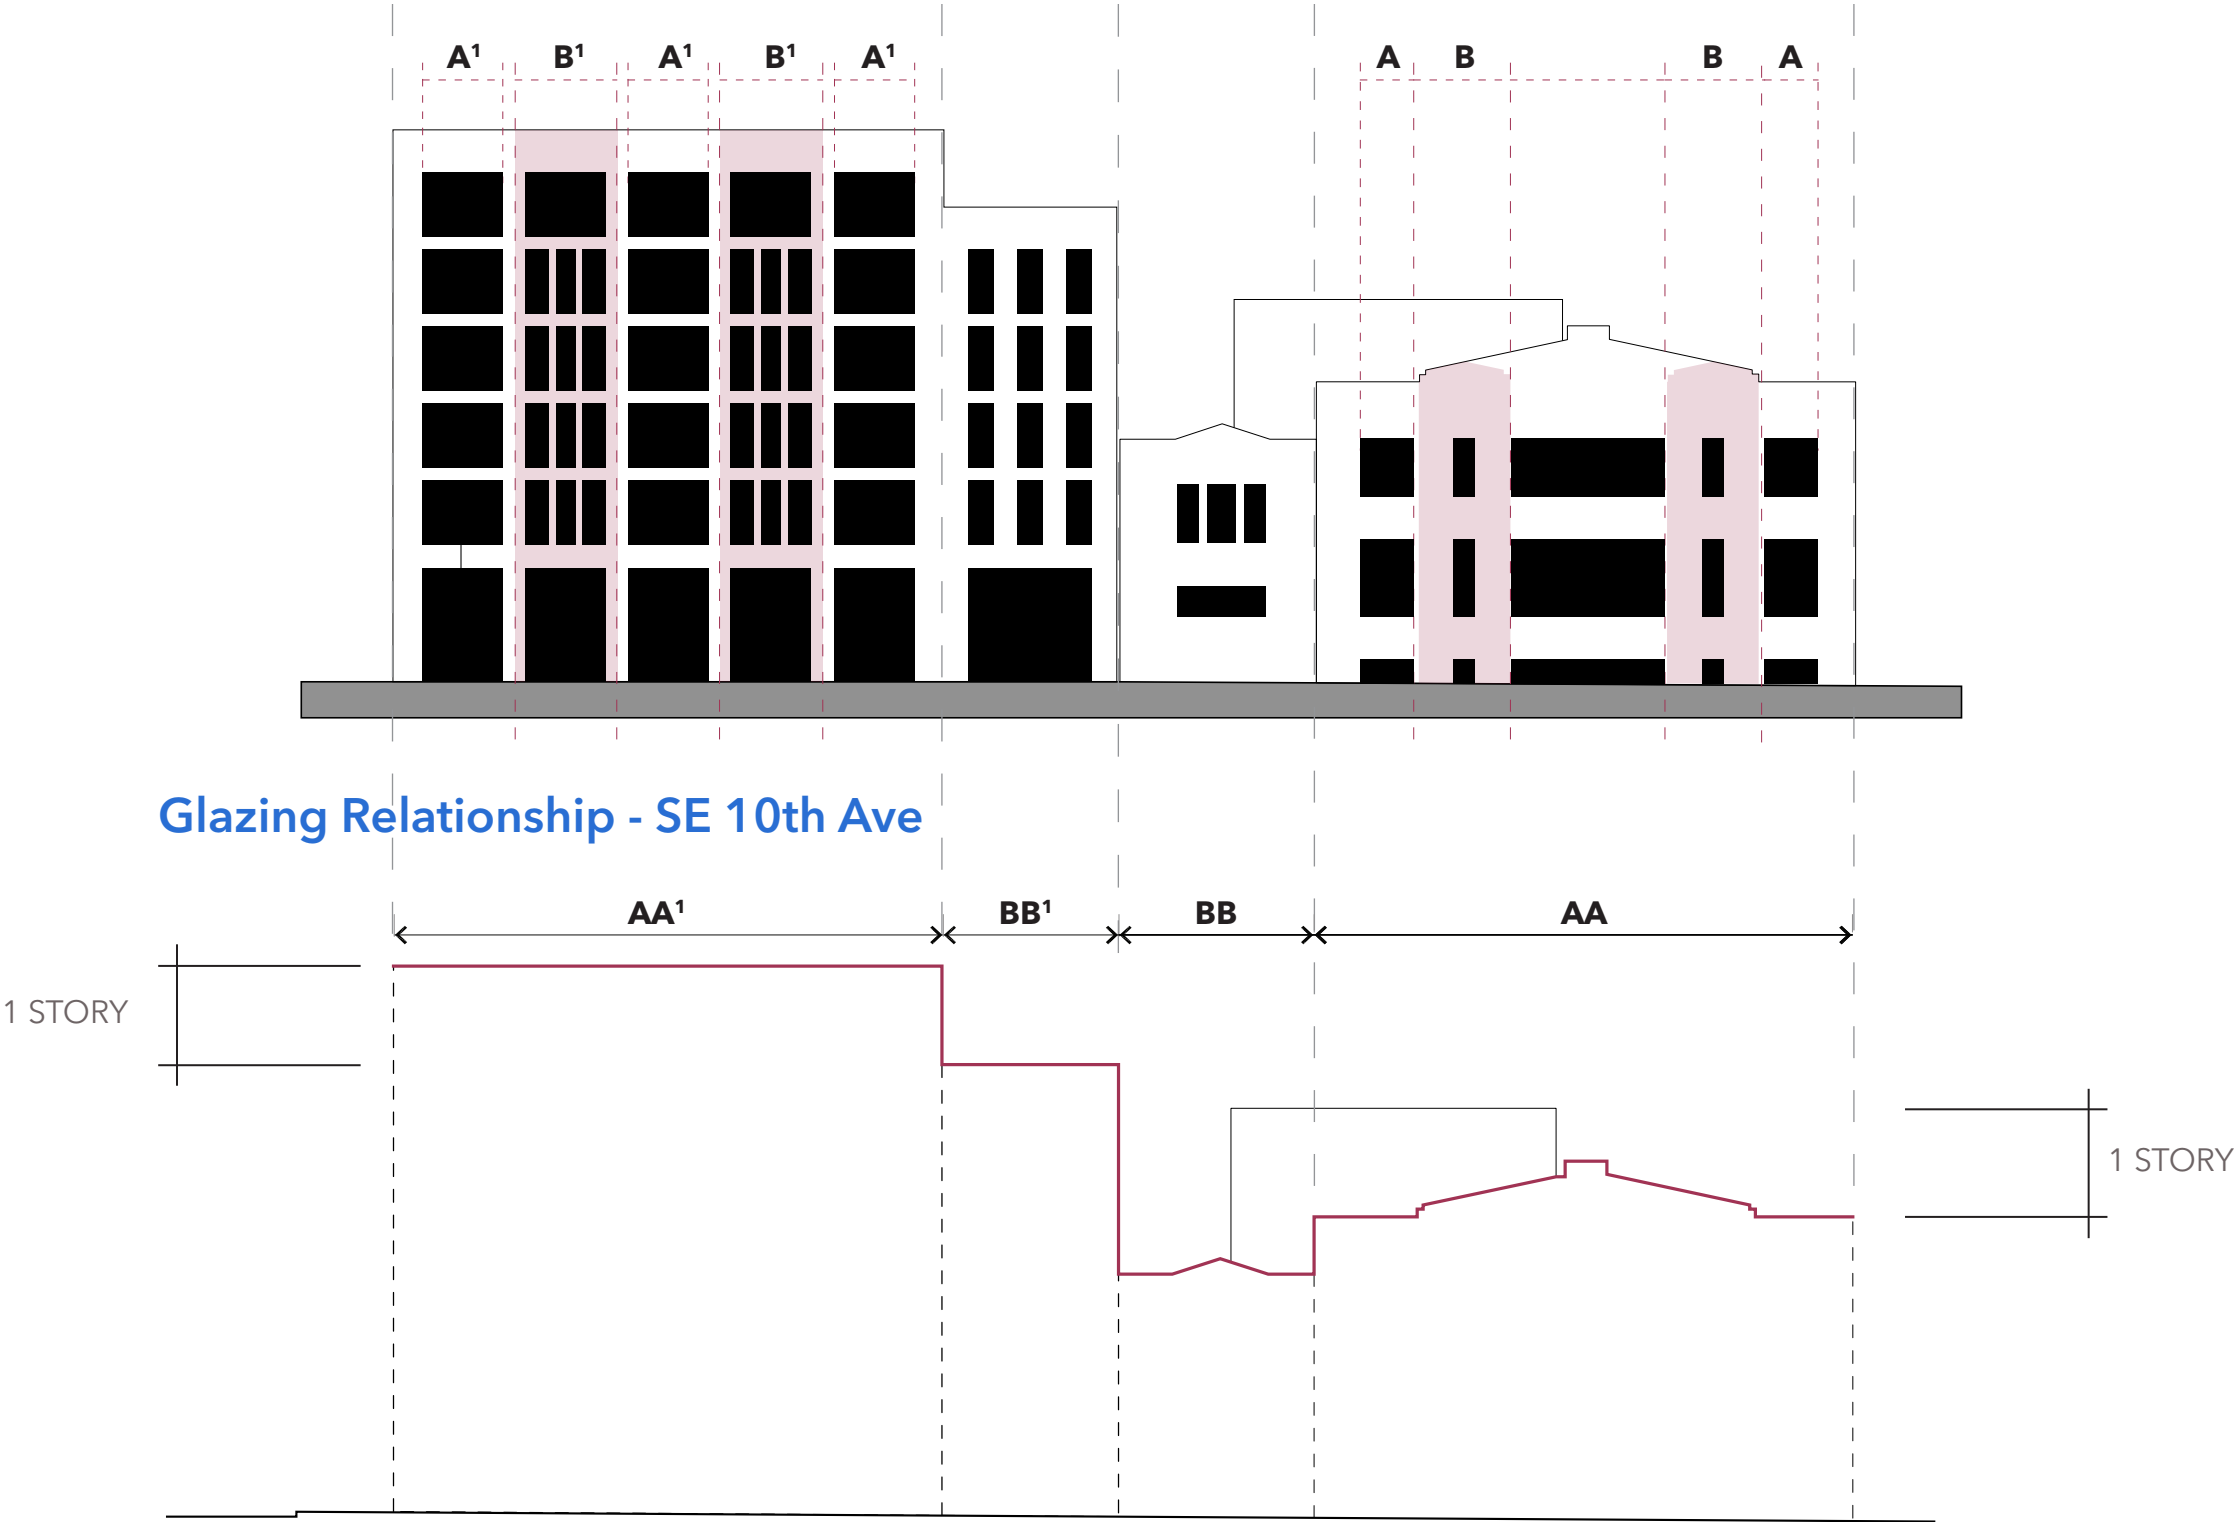 A¹ B¹ A¹ B¹ A¹ A B B A
Glazing Relationship - SE 10th Ave
AA¹ BB¹ BB AA
1 STORY
1 STORY